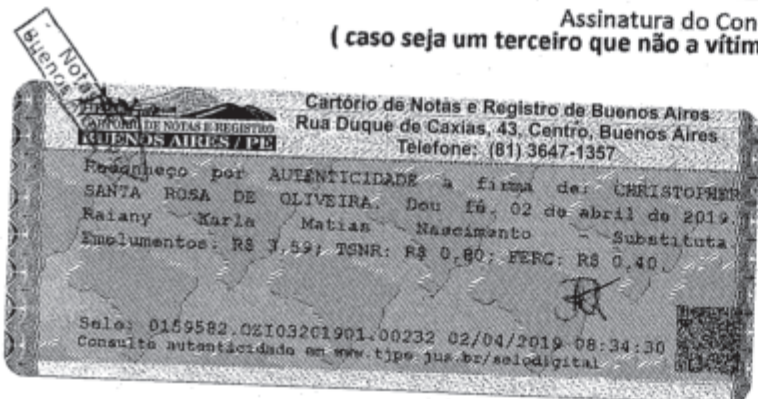 Assinatura do Con
( caso seja um terceiro que não a vítim
- Notas
Buenos
CARTÓRIO DE NOTAS E REGISTRO
BUENOS AIRES / PE
Cartório de Notas e Registro de Buenos Aires
Rua Duque de Caxias, 43, Centro, Buenos Aires
Telefone: (81) 3647-1357
Reconheço por AUTENTICIDADE a firma de: CHRISTOPHER
SANTA ROSA DE OLIVEIRA. Dou fé, 02 de abril de 2019.
Raiany Karla Matias Nascimento - Substituta.
Emolumentos: R$ 3,59; TSNR: R$ 0,80; FERC: R$ 0,40.
Selo: 0159582.OZI03201901.00232 02/04/2019 08:34:30
Consulte autenticidade em www.tjpe.jus.br/selodigital